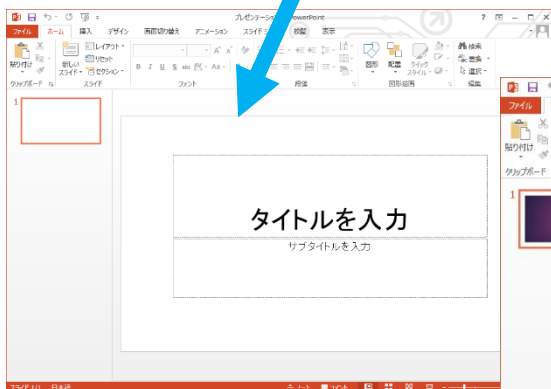 プレゼンテーション PowerPoint
ファイル ホーム 挿入 デザイン 画面切り替え アニメーション スライド 校閲 表示
貼り付け
新しい
スライド
レイアウト
リセット
セクション
B I U S abc Aa
図形
配置
クイック
スタイル
検索
置換
選択
クリップボード スライド フォント 段落 図形描画 編集
1
タイトルを入力
サブタイトルを入力
スライド 1/1 日本語
ノート コメント
ファイル
貼り付け
クリップボード
1